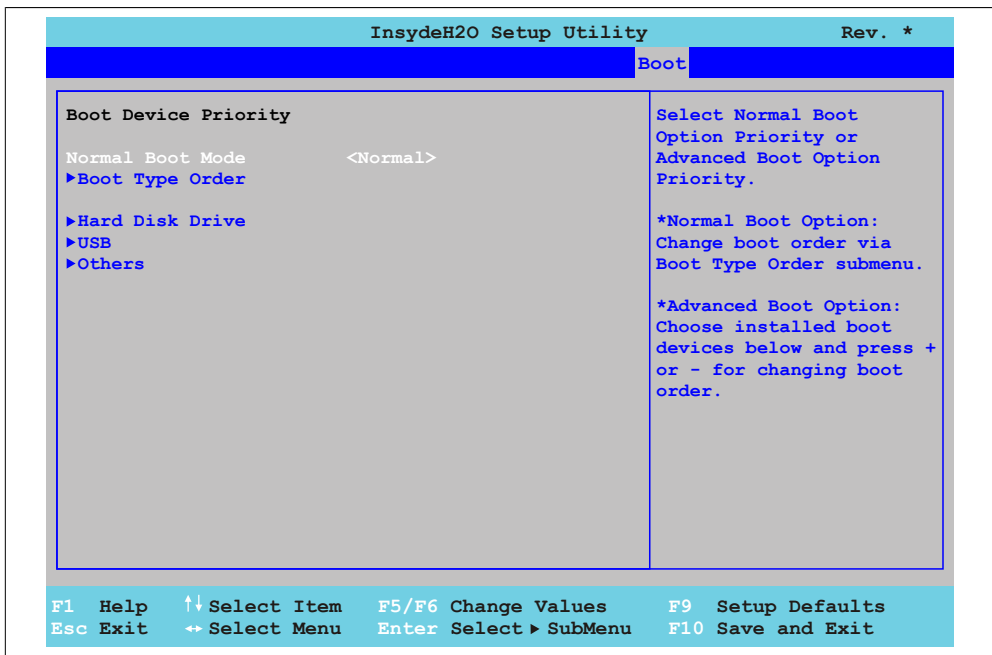 InsydeH2O Setup Utility Rev. *
Boot
Boot Device Priority
Normal Boot Mode <Normal>
▶Boot Type Order
▶Hard Disk Drive
▶USB
▶Others
Select Normal Boot
Option Priority or
Advanced Boot Option
Priority.
*Normal Boot Option:
Change boot order via
Boot Type Order submenu.
*Advanced Boot Option:
Choose installed boot
devices below and press +
or - for changing boot
order.
F1 Help ↑↓ Select Item F5/F6 Change Values F9 Setup Defaults
Esc Exit ↔ Select Menu Enter Select ▶ SubMenu F10 Save and Exit